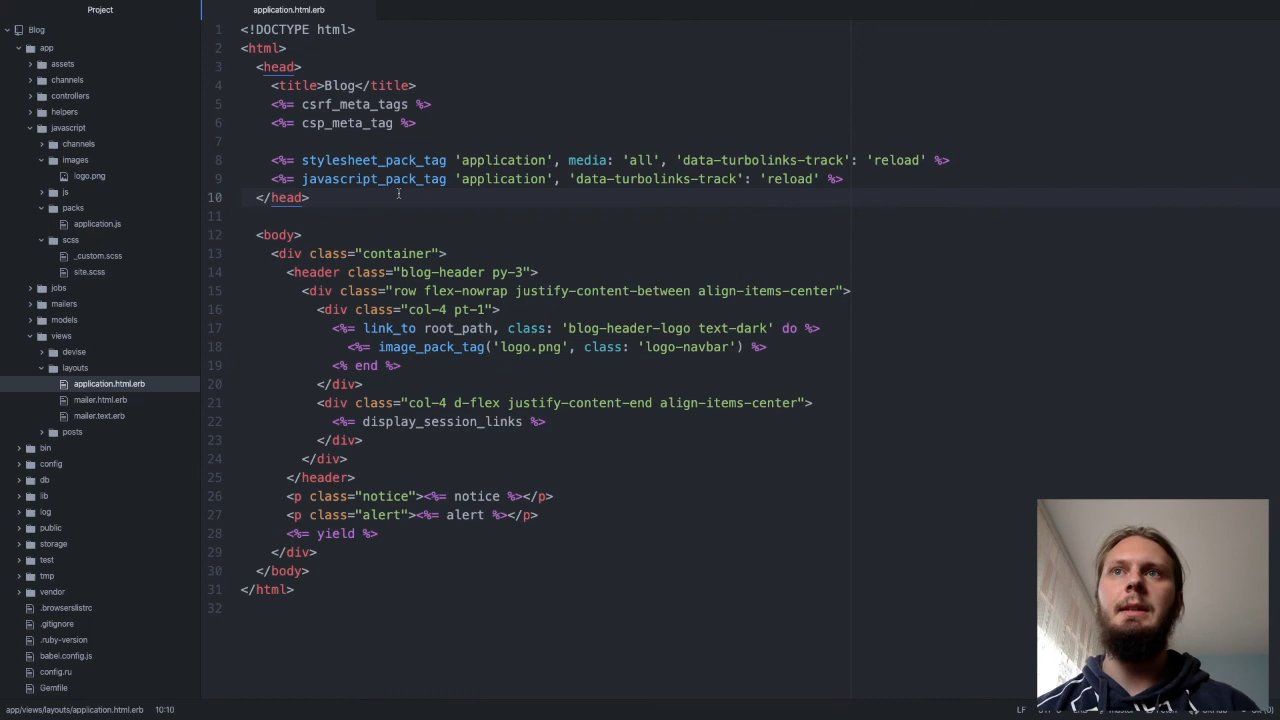 Project
Blog
app
assets
channels
controllers
helpers
javascript
channels
images
logo.png
js
packs
application.js
scss
_custom.scss
site.scss
jobs
mailers
models
views
devise
layouts
application.html.erb
mailer.html.erb
mailer.text.erb
posts
bin
config
db
lib
log
public
storage
test
tmp
vendor
.browserslistrc
.gitignore
.ruby-version
babel.config.js
config.ru
Gemfile
application.html.erb
1 <!DOCTYPE html>
2 <html>
3 <head>
4 <title>Blog</title>
5 <%= csrf_meta_tags %>
6 <%= csp_meta_tag %>
7
8 <%= stylesheet_pack_tag 'application', media: 'all', 'data-turbolinks-track': 'reload' %>
9 <%= javascript_pack_tag 'application', 'data-turbolinks-track': 'reload' %>
10 </head>
11
12 <body>
13 <div class="container">
14 <header class="blog-header py-3">
15 <div class="row flex-nowrap justify-content-between align-items-center">
16 <div class="col-4 pt-1">
17 <%= link_to root_path, class: 'blog-header-logo text-dark' do %>
18 <%= image_pack_tag('logo.png', class: 'logo-navbar') %>
19 <% end %>
20 </div>
21 <div class="col-4 d-flex justify-content-end align-items-center">
22 <%= display_session_links %>
23 </div>
24 </div>
25 </header>
26 <p class="notice"><%= notice %></p>
27 <p class="alert"><%= alert %></p>
28 <%= yield %>
29 </div>
30 </body>
31 </html>
32
app/views/layouts/application.html.erb 10:10
LF